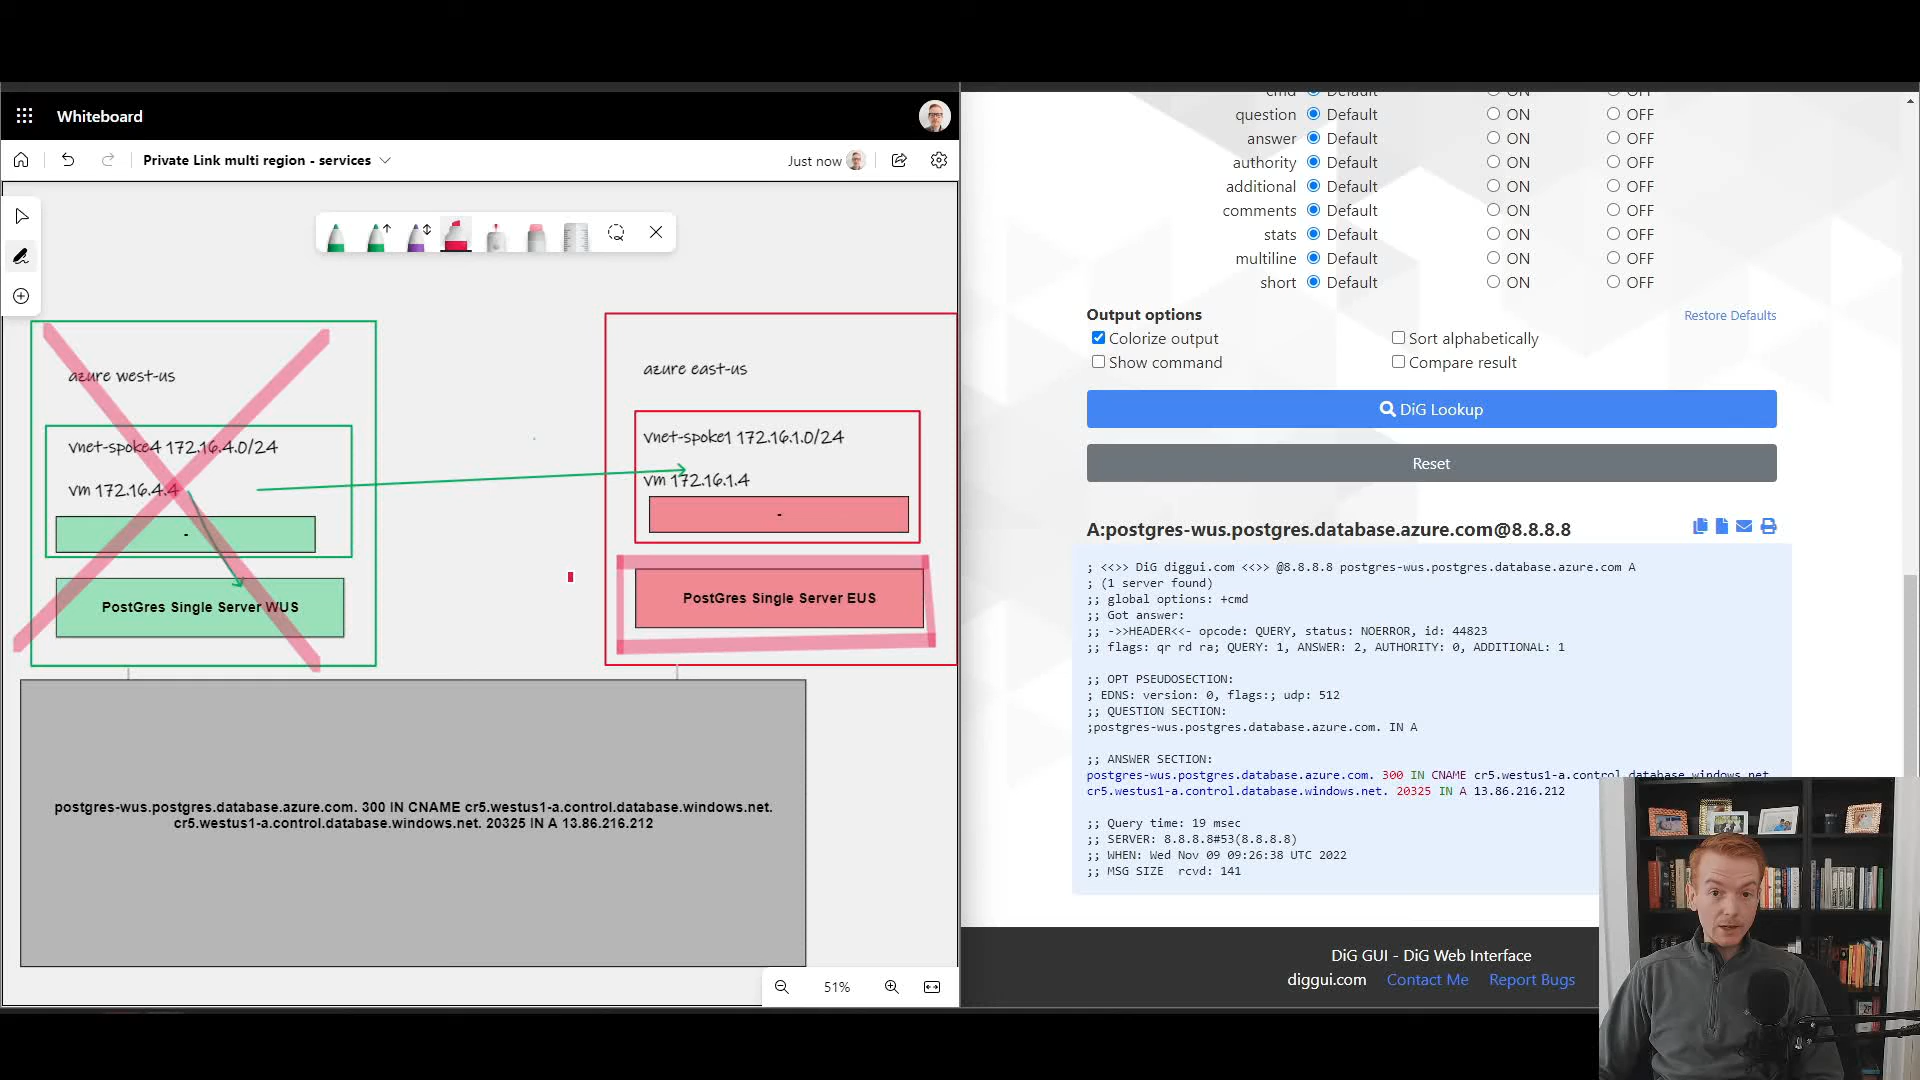 Whiteboard
Private Link multi region - services
Just now
azure west-us
vnet-spoke4 172.16.4.0/24
vm 172.16.4.4
-
PostGres Single Server WUS
azure east-us
vnet-spoke1 172.16.1.0/24
vm 172.16.1.4
-
PostGres Single Server EUS
postgres-wus.postgres.database.azure.com. 300 IN CNAME cr5.westus1-a.control.database.windows.net.
cr5.westus1-a.control.database.windows.net. 20325 IN A 13.86.216.212
51%
cmd Default ON OFF
question Default ON OFF
answer Default ON OFF
authority Default ON OFF
additional Default ON OFF
comments Default ON OFF
stats Default ON OFF
multiline Default ON OFF
short Default ON OFF
Output options
Restore Defaults
Colorize output
Sort alphabetically
Show command
Compare result
DiG Lookup
Reset
A:postgres-wus.postgres.database.azure.com@8.8.8.8
; <<>> DiG diggui.com <<>> @8.8.8.8 postgres-wus.postgres.database.azure.com A
; (1 server found)
;; global options: +cmd
;; Got answer:
;; ->>HEADER<<- opcode: QUERY, status: NOERROR, id: 44823
;; flags: qr rd ra; QUERY: 1, ANSWER: 2, AUTHORITY: 0, ADDITIONAL: 1
;; OPT PSEUDOSECTION:
; EDNS: version: 0, flags:; udp: 512
;; QUESTION SECTION:
;postgres-wus.postgres.database.azure.com. IN A
;; ANSWER SECTION:
postgres-wus.postgres.database.azure.com. 300 IN CNAME cr5.westus1-a.control.database.windows.net
cr5.westus1-a.control.database.windows.net. 20325 IN A 13.86.216.212
;; Query time: 19 msec
;; SERVER: 8.8.8.8#53(8.8.8.8)
;; WHEN: Wed Nov 09 09:26:38 UTC 2022
;; MSG SIZE rcvd: 141
DiG GUI - DiG Web Interface
diggui.com Contact Me Report Bugs